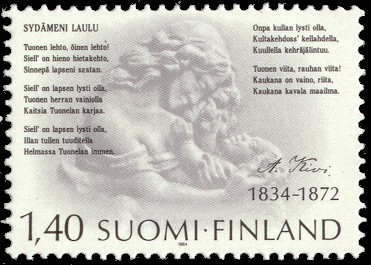 SYDÄMENI LAULU
Tuonen lehto, öinen lehto!
Siell' on hieno hietakehto,
Sinnepä lapseni saatan.
Siell' on lapsen lysti olla,
Tuonen herran vainiolla
Kaitsia Tuonelan karjaa.
Siell' on lapsen lysti olla,
Illan tullen tuuditella
Helmassa Tuonelan immen.
Onpa kullan lysti olla,
Kultakehdoss' kellahdella,
Kuullella kehräjälintuu.
Tuonen viita, rauhan viita!
Kaukana on vaino, riita,
Kaukana kavala maailma.
A. Kivi.
1834-1872
1,40 SUOMI·FINLAND
1984